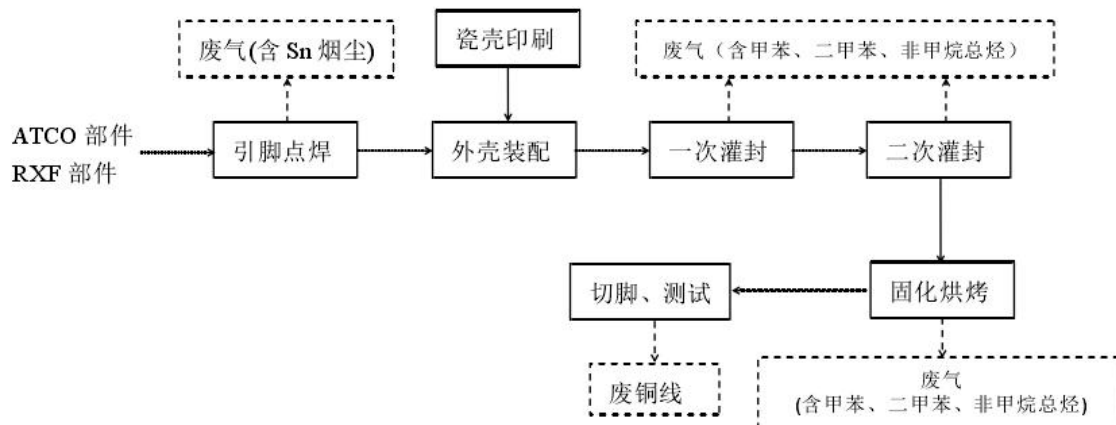 废气(含 Sn 烟尘)
瓷壳印刷
废气（含甲苯、二甲苯、非甲烷总烃）
ATCO 部件
RXF 部件
引脚点焊
外壳装配
一次灌封
二次灌封
切脚、测试
固化烘烤
废铜线
废气
(含甲苯、二甲苯、非甲烷总烃)